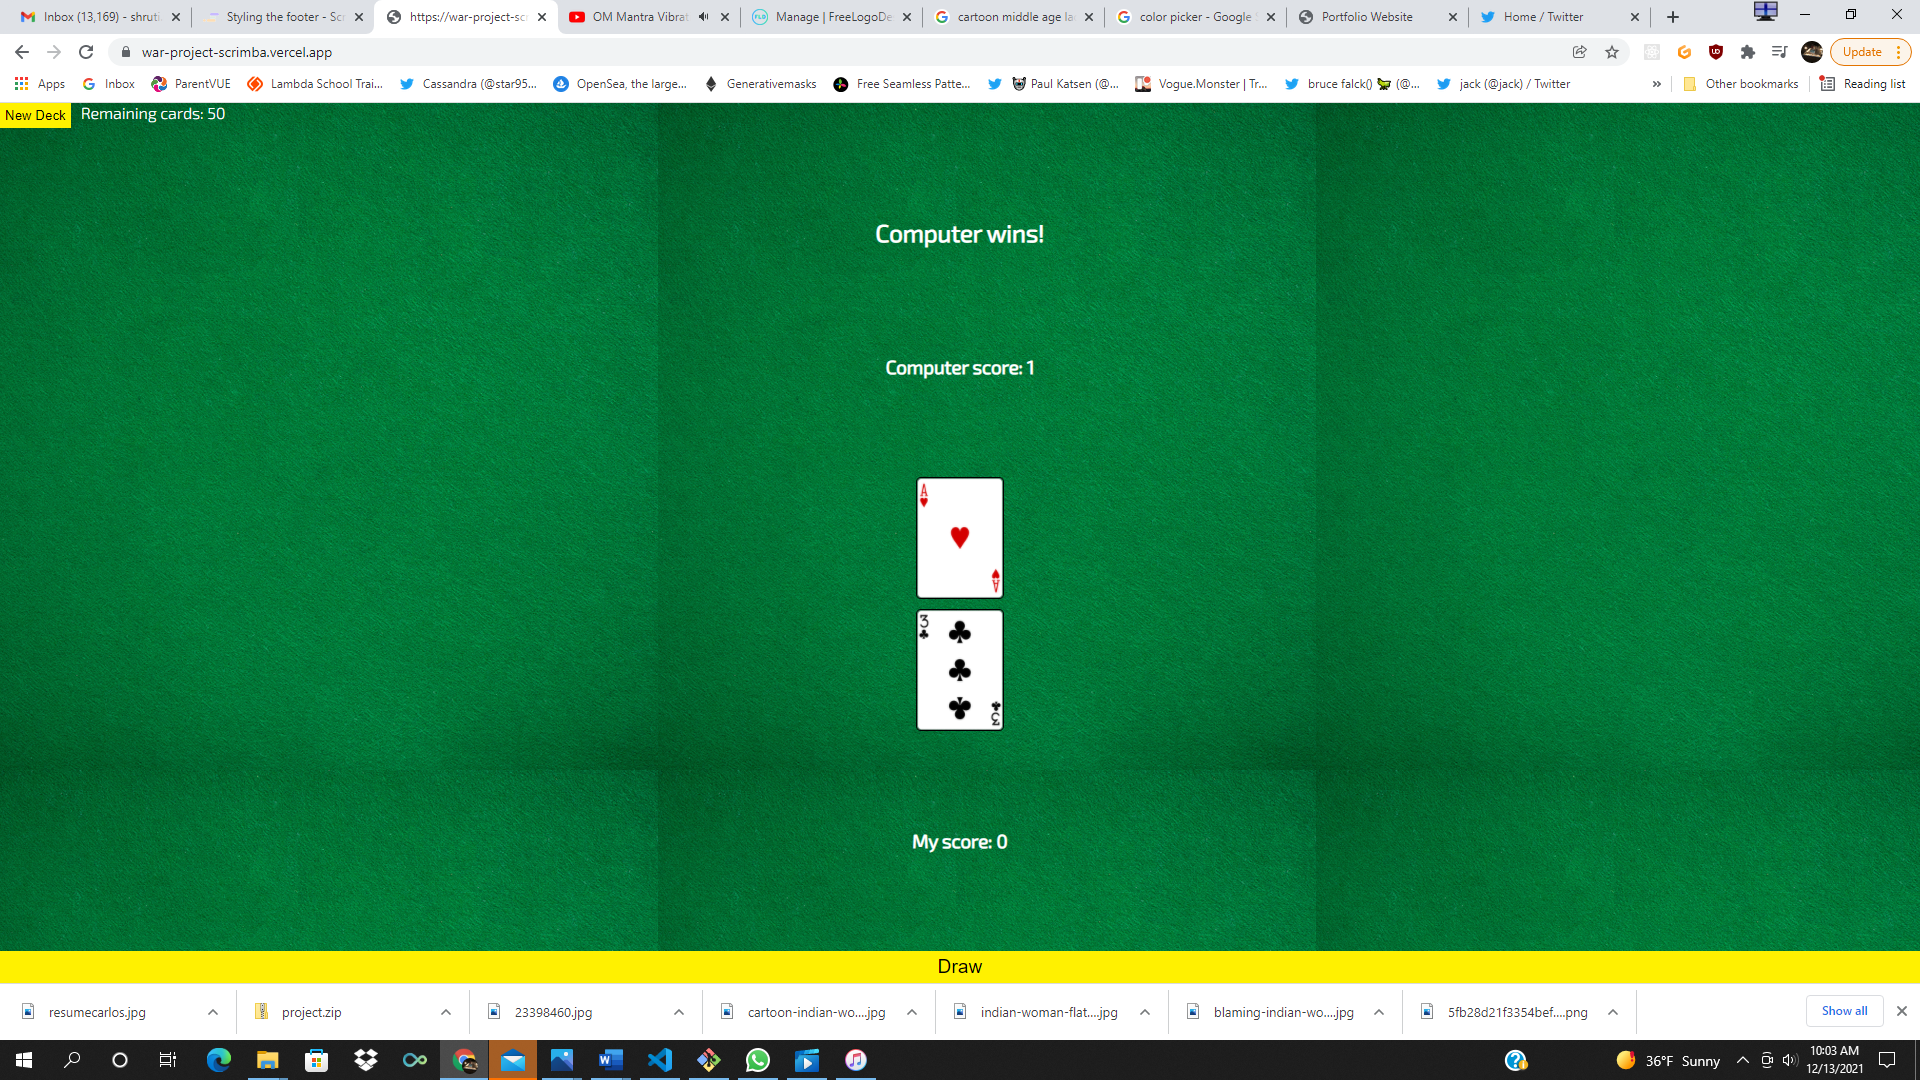 Inbox (13,169) - shruti
Styling the footer - Scr
https://war-project-scr
OM Mantra Vibrat
Manage | FreeLogoDe
cartoon middle age la
color picker - Google S
Portfolio Website
Home / Twitter
war-project-scrimba.vercel.app
Update
Apps
Inbox
ParentVUE
Lambda School Trai...
Cassandra (@star95...
OpenSea, the large...
Generativemasks
Free Seamless Patte...
Paul Katsen (@...
Vogue.Monster | Tr...
bruce falck() 🦖 (@...
jack (@jack) / Twitter
»
Other bookmarks
Reading list
New Deck
Remaining cards: 50
Computer wins!
Computer score: 1
A
A
3
3
My score: 0
Draw
resumecarlos.jpg
project.zip
23398460.jpg
cartoon-indian-wo....jpg
indian-woman-flat....jpg
blaming-indian-wo....jpg
5fb28d21f3354bef....png
Show all
36°F Sunny
10:03 AM
12/13/2021